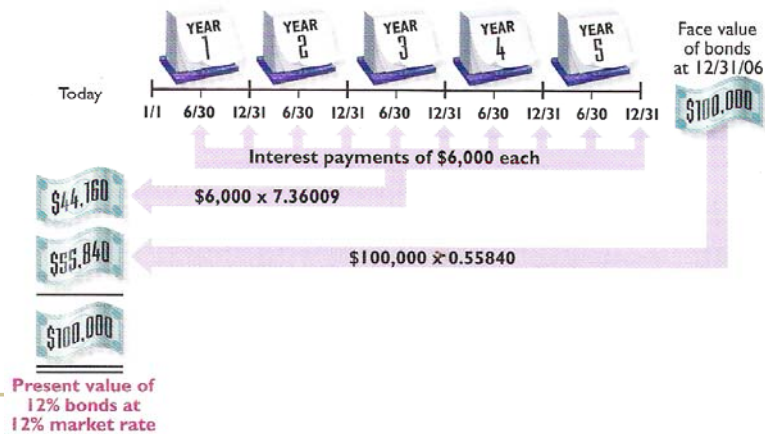 YEAR
1
YEAR
2
YEAR
3
YEAR
4
YEAR
5
Face value
of bonds
at 12/31/06
$100,000
Today
1/1 6/30 12/31 6/30 12/31 6/30 12/31 6/30 12/31 6/30 12/31
Interest payments of $6,000 each
$44,160
$6,000 x 7.36009
$55,840
$100,000 x 0.55840
$100,000
Present value of
12% bonds at
12% market rate